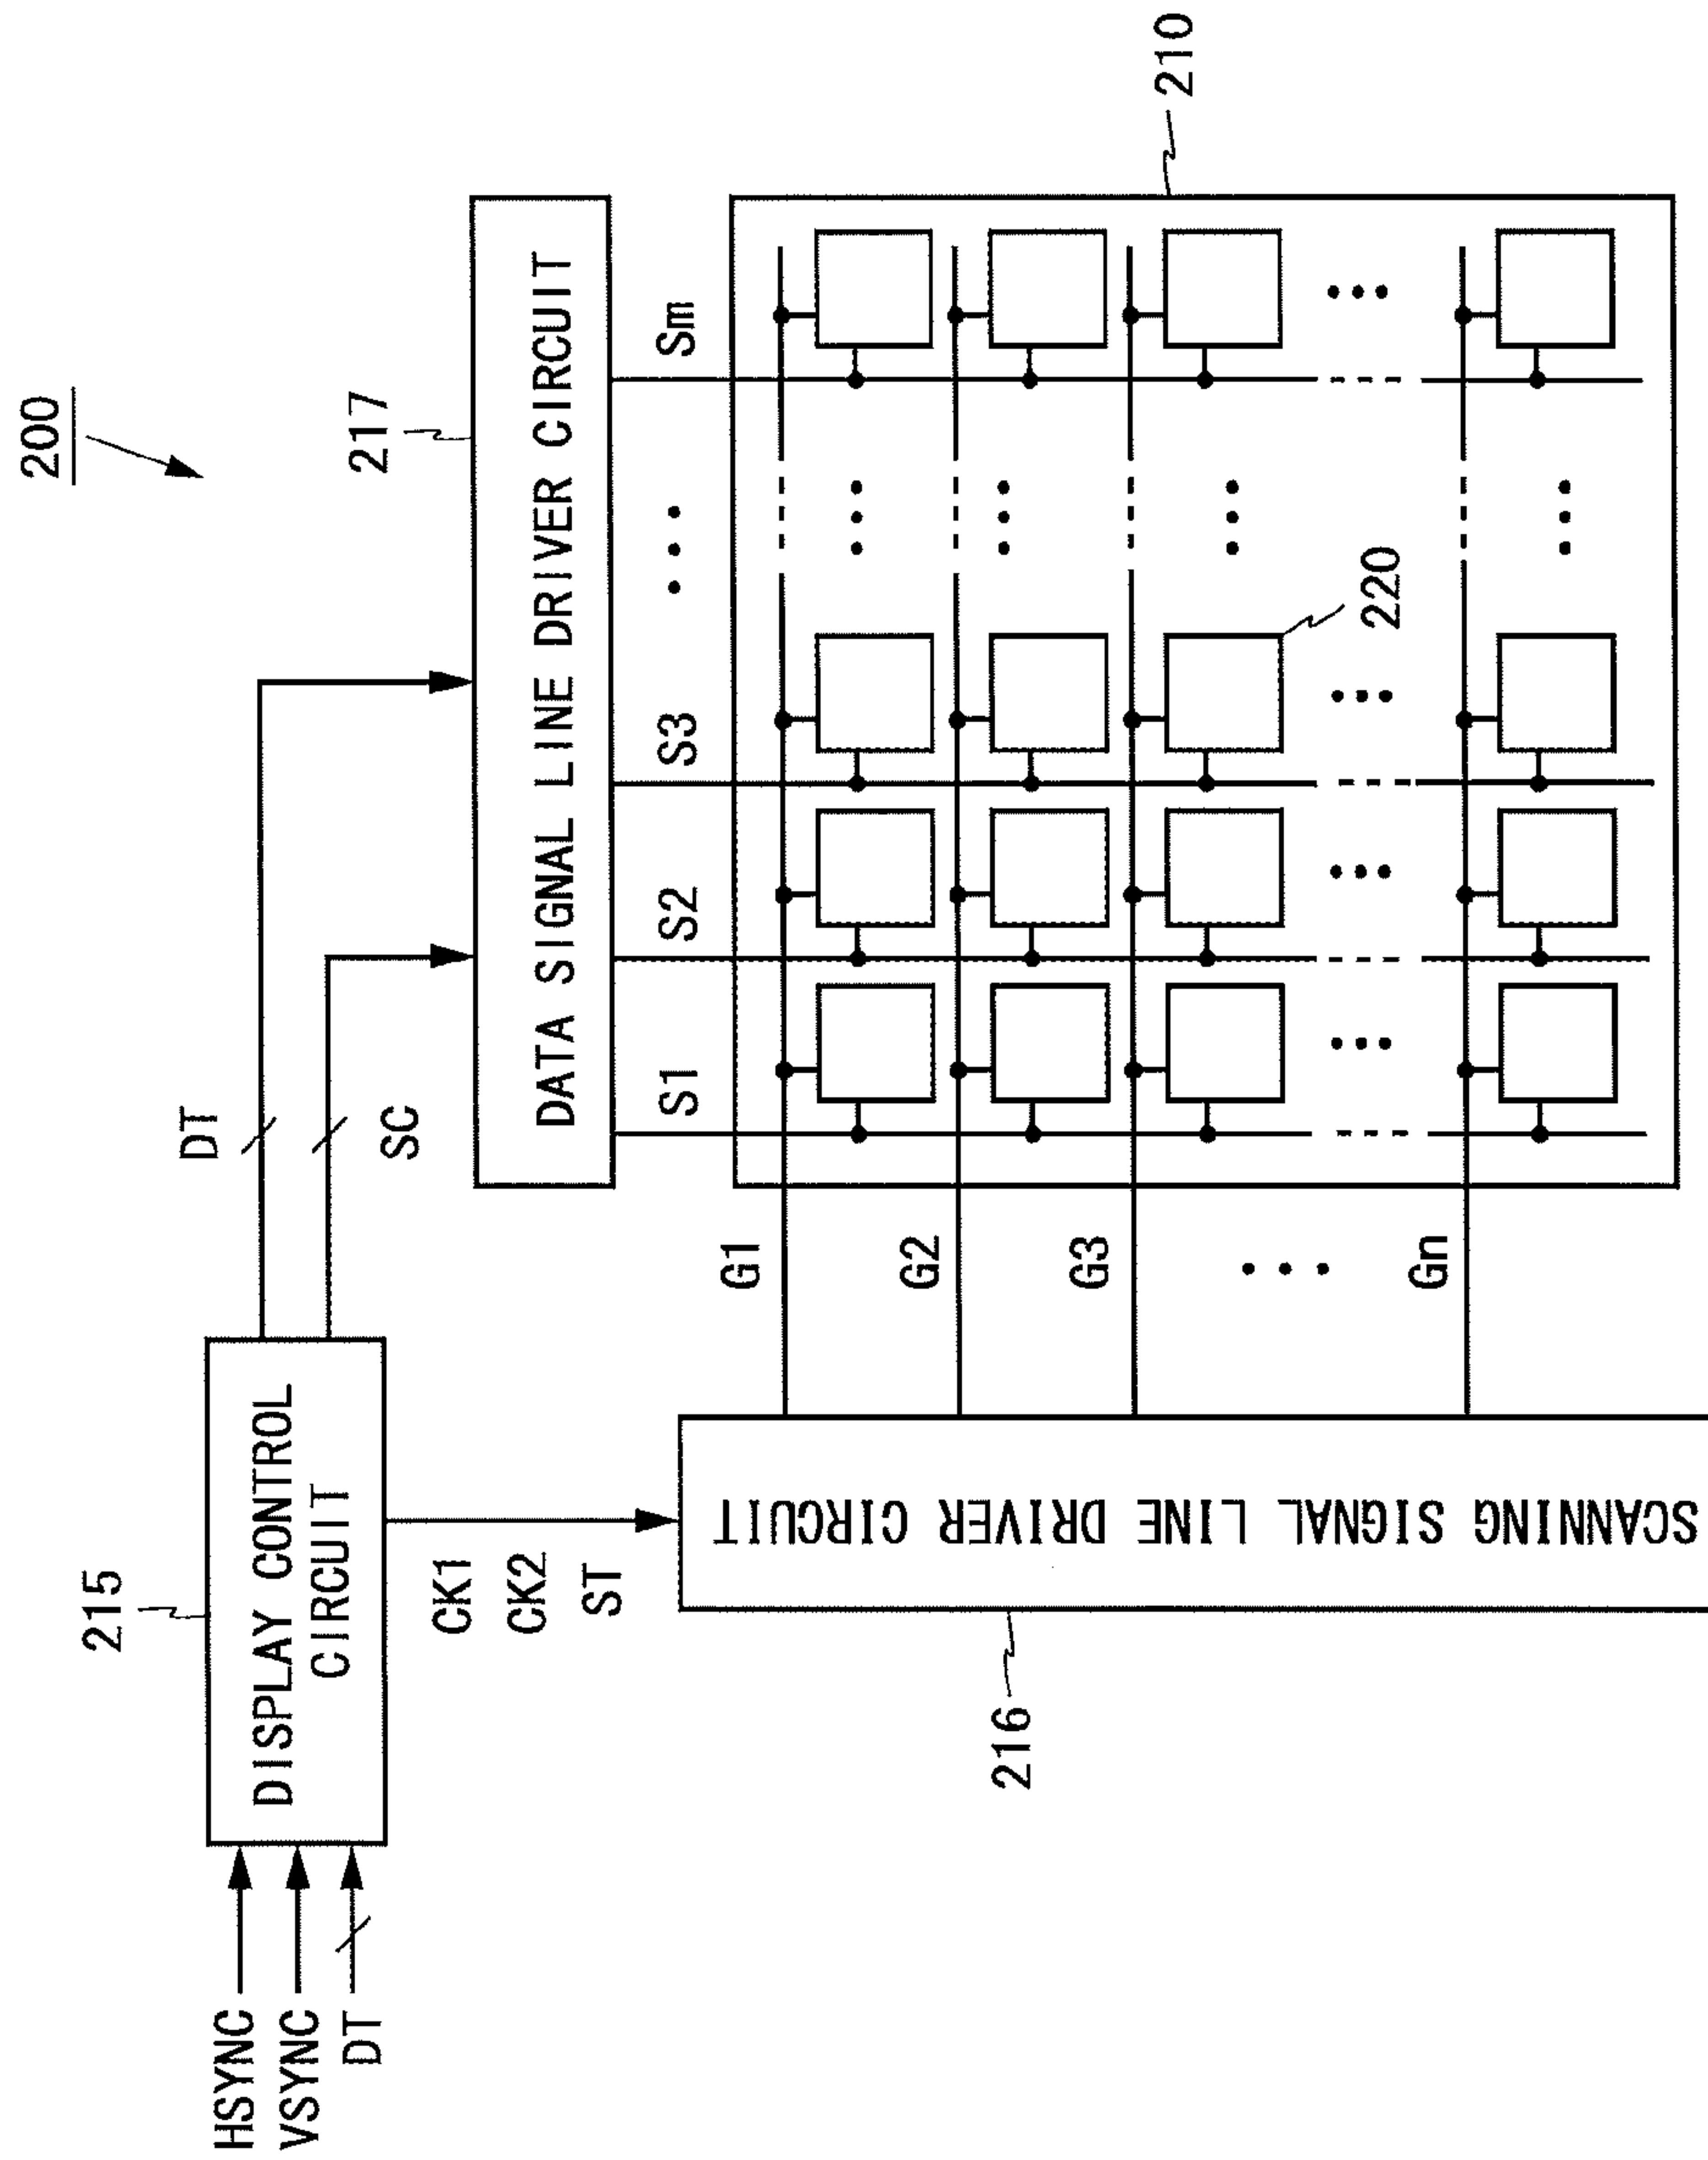 200
215
HSYNC
VSYNC
DT
DISPLAY CONTROL
CIRCUIT
DT
SC
217
DATA SIGNAL LINE DRIVER CIRCUIT
CK1
CK2
ST
S1
S2
S3
• • •
Sm
216
SCANNING SIGNAL LINE DRIVER CIRCUIT
G1
G2
G3
• • •
Gn
220
210